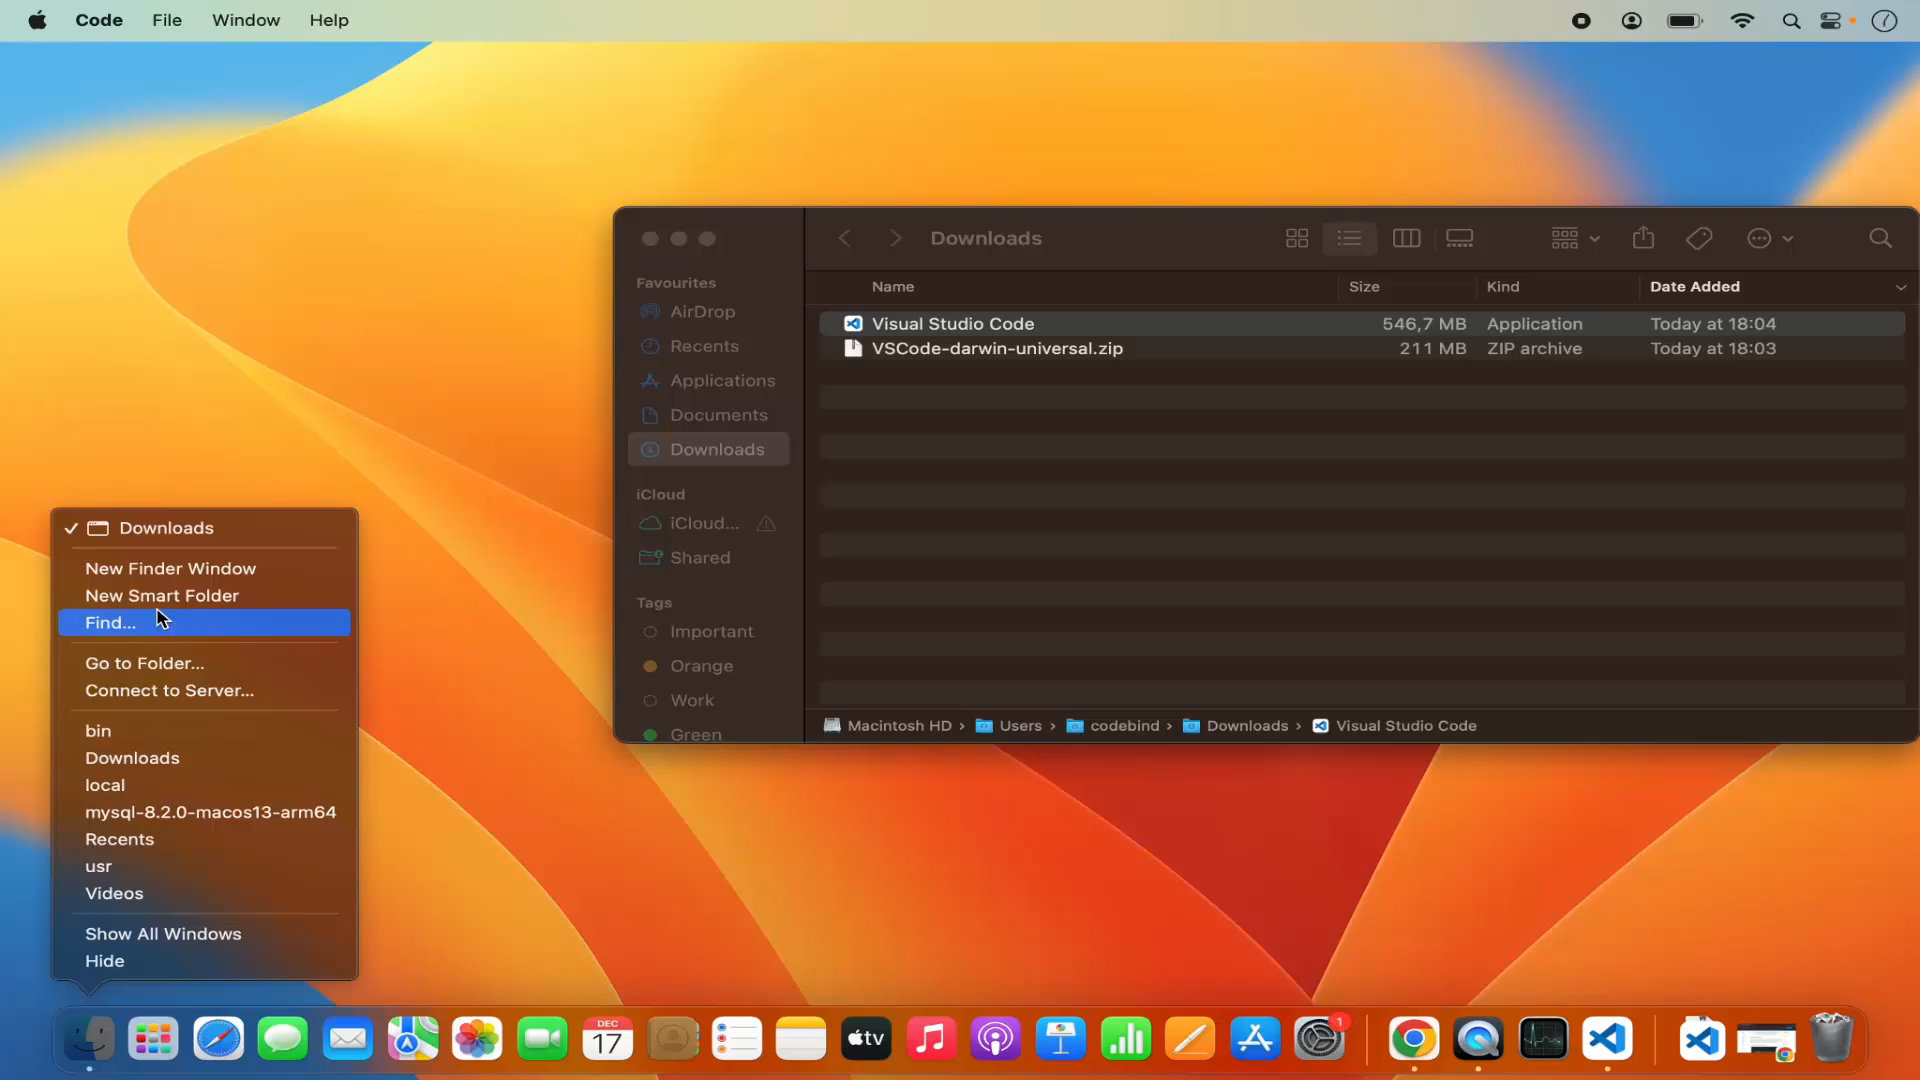 Code File Window Help
Downloads
Favourites
AirDrop
Recents
Applications
Documents
Downloads
iCloud
iCloud...
Shared
Tags
Important
Orange
Work
Green
Name Size Kind Date Added
Visual Studio Code 546,7 MB Application Today at 18:04
VSCode-darwin-universal.zip 211 MB ZIP archive Today at 18:03
Macintosh HD › Users › codebind › Downloads › Visual Studio Code
✓ Downloads
New Finder Window
New Smart Folder
Find...
Go to Folder...
Connect to Server...
bin
Downloads
local
mysql-8.2.0-macos13-arm64
Recents
usr
Videos
Show All Windows
Hide
DEC
17
tv
1